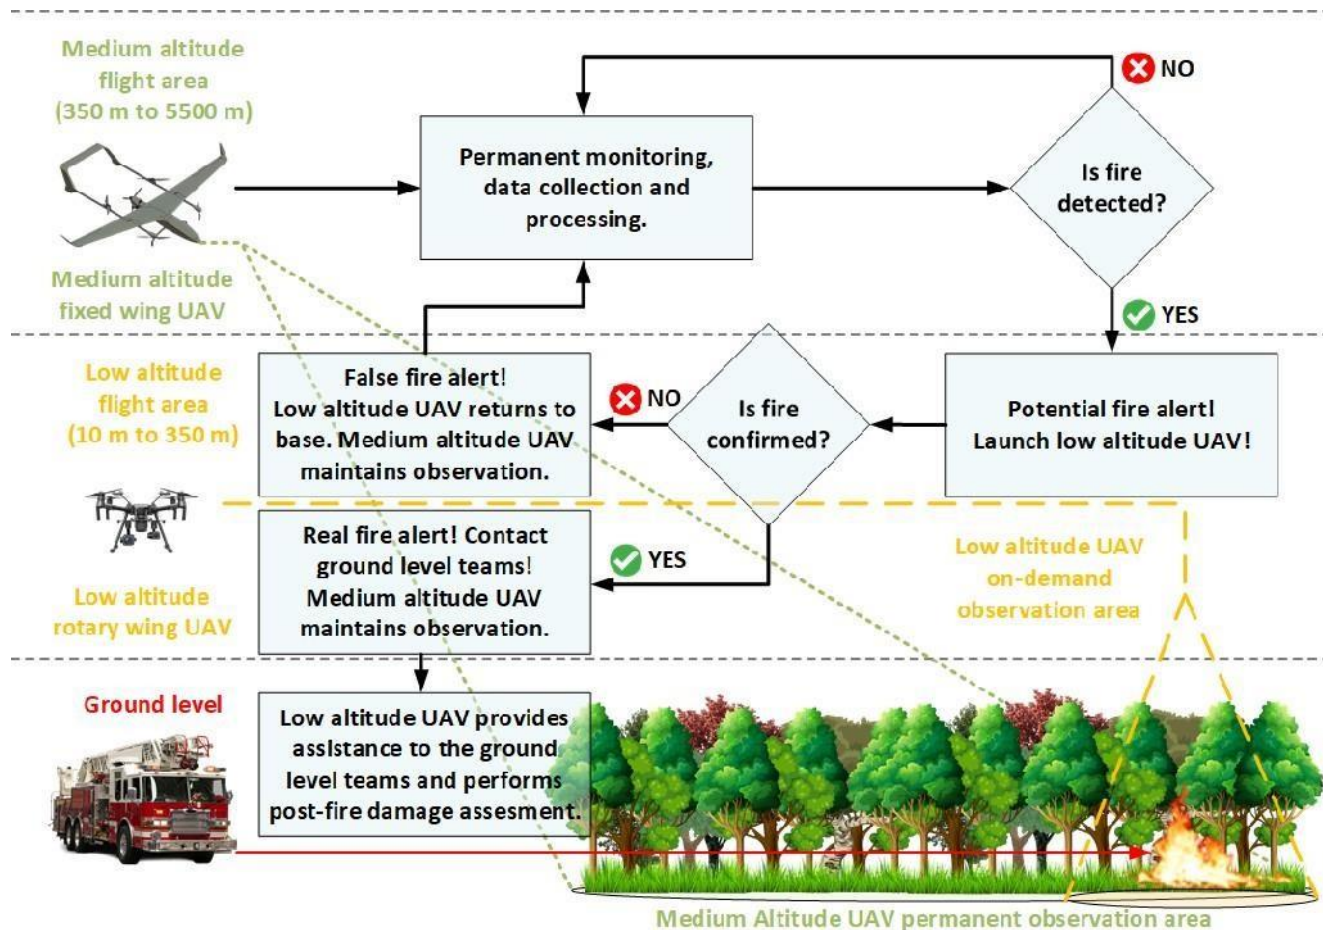 Medium altitude
flight area
(350 m to 5500 m)
Medium altitude
fixed wing UAV
Permanent monitoring,
data collection and
processing.
NO
Is fire
detected?
YES
Low altitude
flight area
(10 m to 350 m)
Low altitude
rotary wing UAV
False fire alert!
Low altitude UAV returns to
base. Medium altitude UAV
maintains observation.
NO
Is fire
confirmed?
Potential fire alert!
Launch low altitude UAV!
Real fire alert! Contact
ground level teams!
Medium altitude UAV
maintains observation.
YES
Low altitude UAV
on-demand
observation area
Ground level
Low altitude UAV provides
assistance to the ground
level teams and performs
post-fire damage assesment.
Medium Altitude UAV permanent observation area